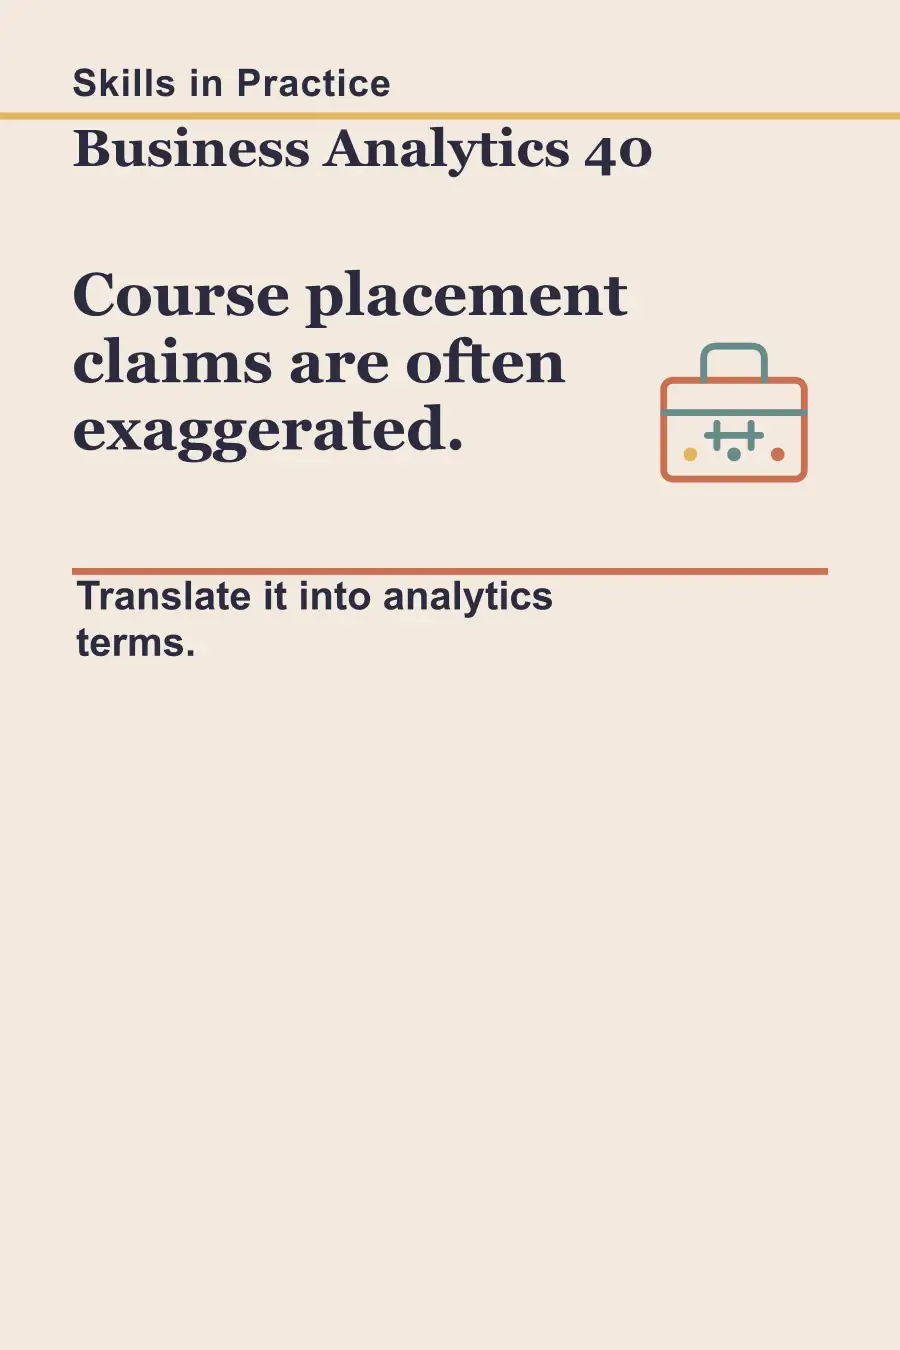 Skills in Practice
Business Analytics 40
Course placement
claims are often
exaggerated.
Translate it into analytics
terms.